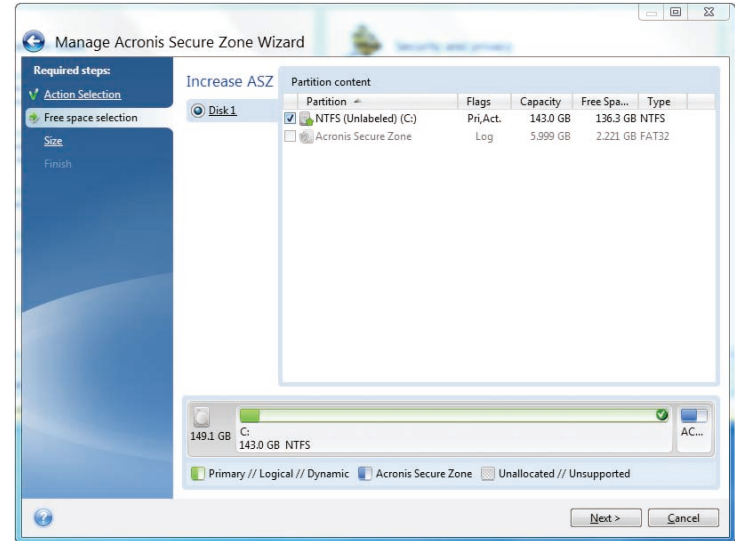 Manage Acronis Secure Zone Wizard
Required steps:
Action Selection
Free space selection
Size
Finish
Increase ASZ
Disk 1
Partition content
Partition Flags Capacity Free Spa... Type
NTFS (Unlabeled) (C:) Pri,Act. 143.0 GB 136.3 GB NTFS
Acronis Secure Zone Log 5.999 GB 2.221 GB FAT32
149.1 GB
C:
143.0 GB NTFS
AC...
Primary // Logical // Dynamic Acronis Secure Zone Unallocated // Unsupported
Next > Cancel